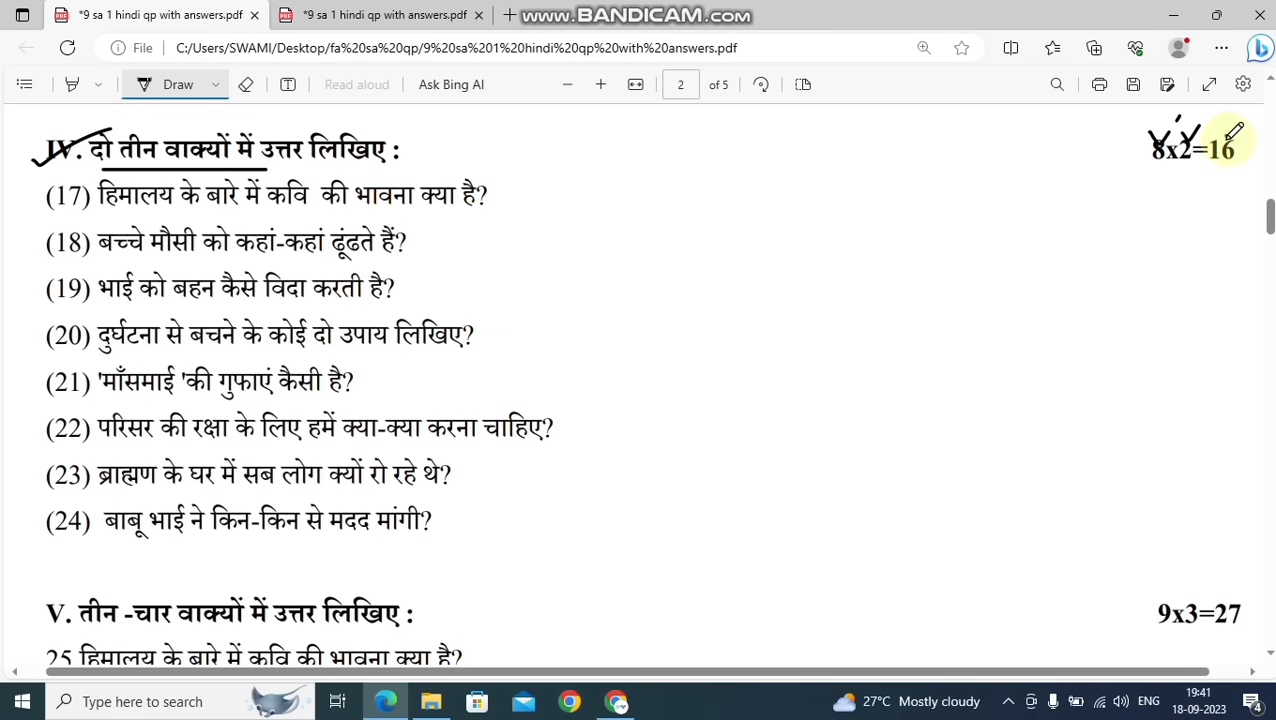 *9 sa 1 hindi qp with answers.pdf
*9 sa 1 hindi qp with answers.pdf
www.BANDICAM.com
File C:/Users/SWAMI/Desktop/fa%20sa%20qp/9%20sa%201%20hindi%20qp%20with%20answers.pdf
Draw Read aloud Ask Bing AI 2 of 5
IV. दो तीन वाक्यों में उत्तर लिखिए : 8x2=16
(17) हिमालय के बारे में कवि की भावना क्या है?
(18) बच्चे मौसी को कहां-कहां ढूंढते हैं?
(19) भाई को बहन कैसे विदा करती है?
(20) दुर्घटना से बचने के कोई दो उपाय लिखिए?
(21) 'माँसमाई 'की गुफाएं कैसी है?
(22) परिसर की रक्षा के लिए हमें क्या-क्या करना चाहिए?
(23) ब्राह्मण के घर में सब लोग क्यों रो रहे थे?
(24) बाबू भाई ने किन-किन से मदद मांगी?
V. तीन -चार वाक्यों में उत्तर लिखिए : 9x3=27
25 हिमालय के बारे में कवि की भावना क्या है?
Type here to search 27°C Mostly cloudy ENG 19:41
18-09-2023 4